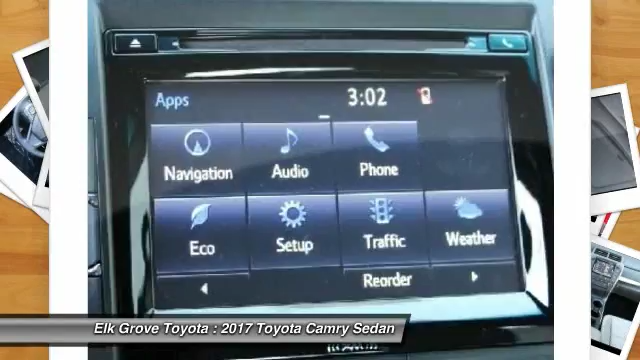 Apps 3:02
Navigation Audio Phone
Eco Setup Traffic Weather
Reorder
Elk Grove Toyota : 2017 Toyota Camry Sedan